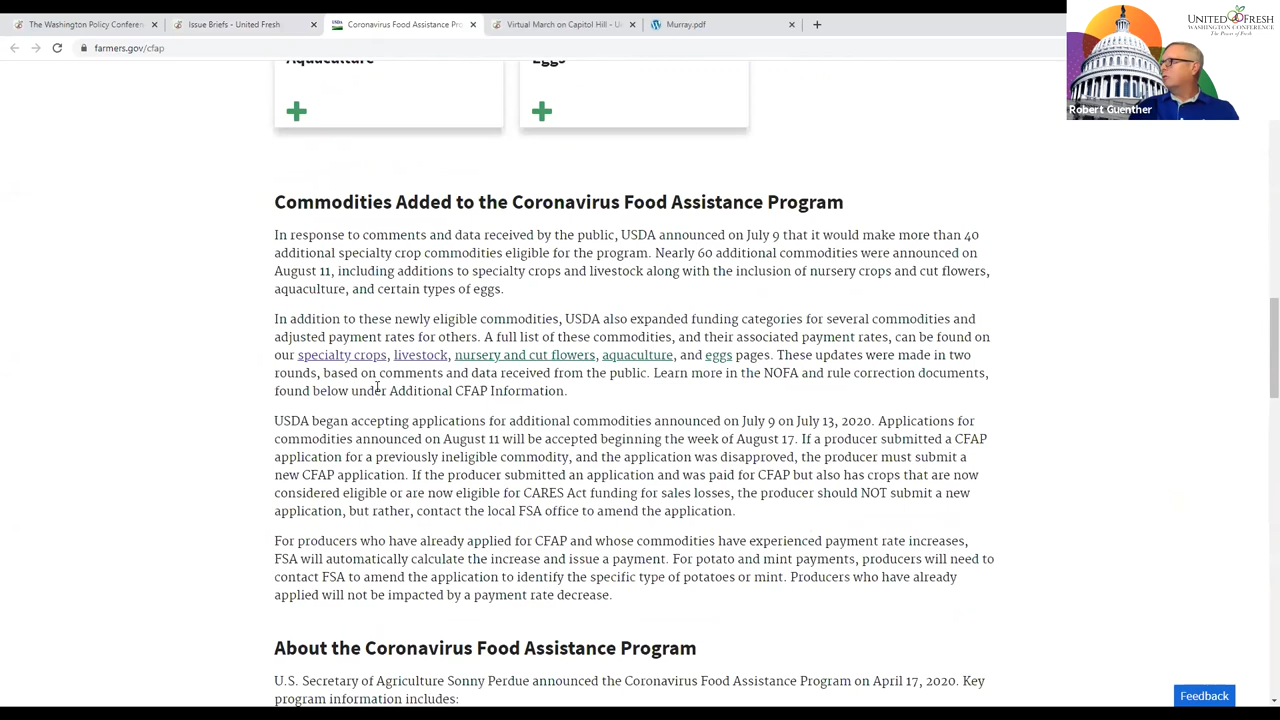 The Washington Policy Conferen
Issue Briefs - United Fresh
USDA
Coronavirus Food Assistance Pro
Virtual March on Capitol Hill - U
Murray.pdf
farmers.gov/cfap
UNITED FRESH
WASHINGTON CONFERENCE
The Power of Fresh
Robert Guenther
Aquaculture
Eggs
Commodities Added to the Coronavirus Food Assistance Program
In response to comments and data received by the public, USDA announced on July 9 that it would make more than 40
additional specialty crop commodities eligible for the program. Nearly 60 additional commodities were announced on
August 11, including additions to specialty crops and livestock along with the inclusion of nursery crops and cut flowers,
aquaculture, and certain types of eggs.
In addition to these newly eligible commodities, USDA also expanded funding categories for several commodities and
adjusted payment rates for others. A full list of these commodities, and their associated payment rates, can be found on
our specialty crops, livestock, nursery and cut flowers, aquaculture, and eggs pages. These updates were made in two
rounds, based on comments and data received from the public. Learn more in the NOFA and rule correction documents,
found below under Additional CFAP Information.
USDA began accepting applications for additional commodities announced on July 9 on July 13, 2020. Applications for
commodities announced on August 11 will be accepted beginning the week of August 17. If a producer submitted a CFAP
application for a previously ineligible commodity, and the application was disapproved, the producer must submit a
new CFAP application. If the producer submitted an application and was paid for CFAP but also has crops that are now
considered eligible or are now eligible for CARES Act funding for sales losses, the producer should NOT submit a new
application, but rather, contact the local FSA office to amend the application.
For producers who have already applied for CFAP and whose commodities have experienced payment rate increases,
FSA will automatically calculate the increase and issue a payment. For potato and mint payments, producers will need to
contact FSA to amend the application to identify the specific type of potatoes or mint. Producers who have already
applied will not be impacted by a payment rate decrease.
About the Coronavirus Food Assistance Program
U.S. Secretary of Agriculture Sonny Perdue announced the Coronavirus Food Assistance Program on April 17, 2020. Key
program information includes:
Feedback